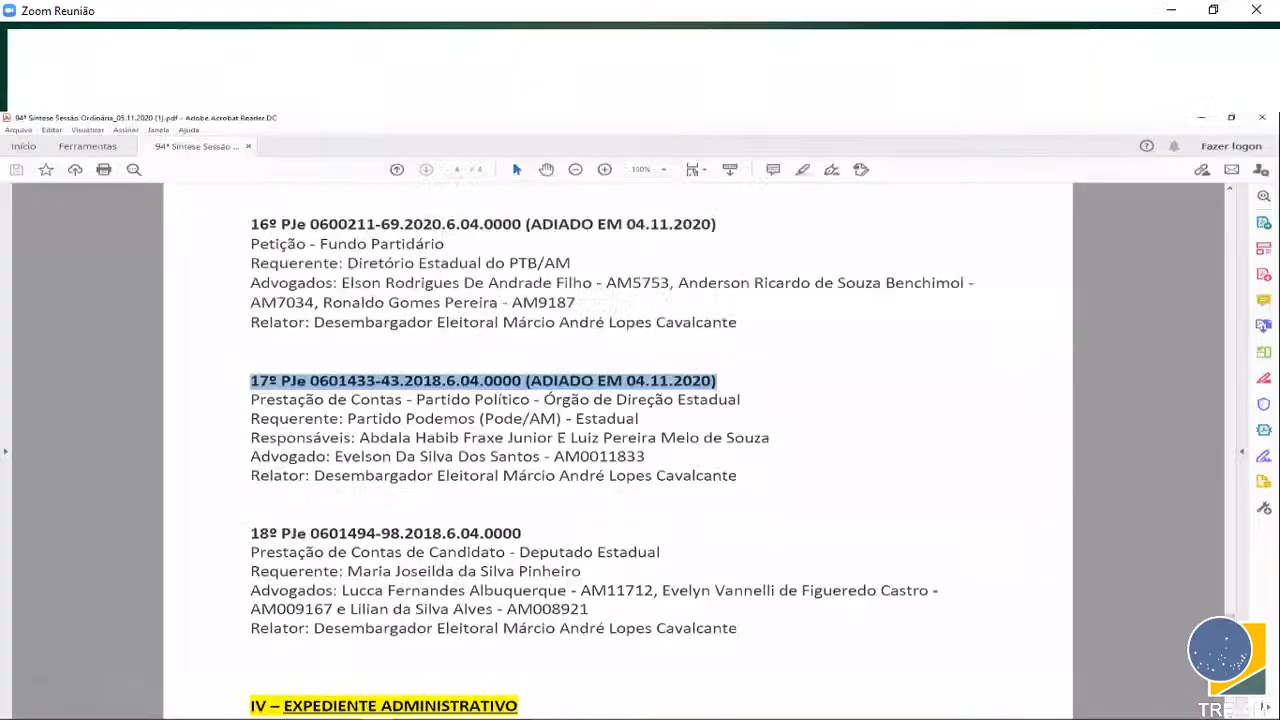 Zoom Reunião
94ª Síntese Sessão Ordinária_05.11.2020 (1).pdf - Adobe Acrobat Reader DC
Arquivo Editar Visualizar Assinar Janela Ajuda
Início Ferramentas 94ª Síntese Sessão ... × Fazer logon
4 / 4 150%
16º PJe 0600211-69.2020.6.04.0000 (ADIADO EM 04.11.2020)
Petição - Fundo Partidário
Requerente: Diretório Estadual do PTB/AM
Advogados: Elson Rodrigues De Andrade Filho - AM5753, Anderson Ricardo de Souza Benchimol -
AM7034, Ronaldo Gomes Pereira - AM9187
Relator: Desembargador Eleitoral Márcio André Lopes Cavalcante
17º PJe 0601433-43.2018.6.04.0000 (ADIADO EM 04.11.2020)
Prestação de Contas - Partido Político - Órgão de Direção Estadual
Requerente: Partido Podemos (Pode/AM) - Estadual
Responsáveis: Abdala Habib Fraxe Junior E Luiz Pereira Melo de Souza
Advogado: Evelson Da Silva Dos Santos - AM0011833
Relator: Desembargador Eleitoral Márcio André Lopes Cavalcante
18º PJe 0601494-98.2018.6.04.0000
Prestação de Contas de Candidato - Deputado Estadual
Requerente: Maria Joseilda da Silva Pinheiro
Advogados: Lucca Fernandes Albuquerque - AM11712, Evelyn Vannelli de Figueredo Castro -
AM009167 e Lilian da Silva Alves - AM008921
Relator: Desembargador Eleitoral Márcio André Lopes Cavalcante
IV – EXPEDIENTE ADMINISTRATIVO